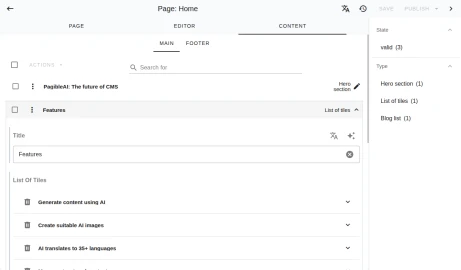 Page: Home
SAVE
PUBLISH
PAGE
EDITOR
CONTENT
MAIN
FOOTER
ACTIONS
Search for
PagibleAI: The future of CMS
Hero
section
Features
List of tiles
Title
Features
List Of Tiles
Generate content using AI
Create suitable AI images
AI translates to 35+ languages
State
valid (3)
Type
Hero section (1)
List of tiles (1)
Blog list (1)